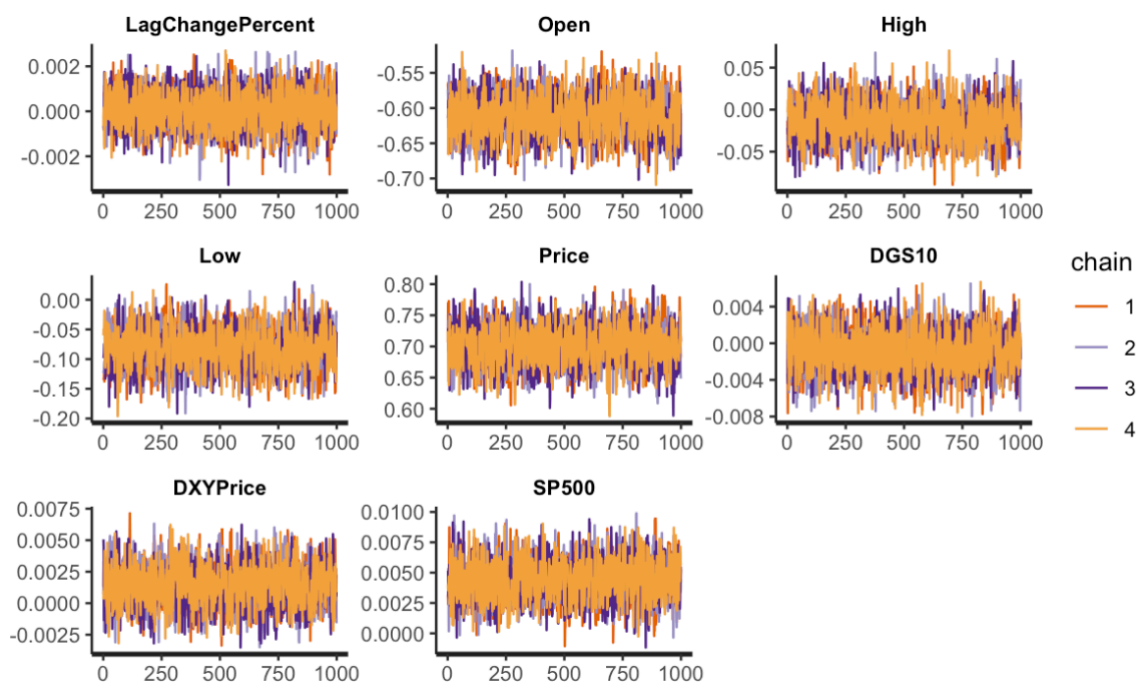 LagChangePercent
0.002
0.000
-0.002
0 250 500 750 1000
Open
-0.55
-0.60
-0.65
-0.70
0 250 500 750 1000
High
0.05
0.00
-0.05
0 250 500 750 1000
Low
0.00
-0.05
-0.10
-0.15
-0.20
0 250 500 750 1000
Price
0.80
0.75
0.70
0.65
0.60
0 250 500 750 1000
DGS10
0.004
0.000
-0.004
-0.008
0 250 500 750 1000
DXYPrice
0.0075
0.0050
0.0025
0.0000
-0.0025
0 250 500 750 1000
SP500
0.0100
0.0075
0.0050
0.0025
0.0000
0 250 500 750 1000
chain
1
2
3
4